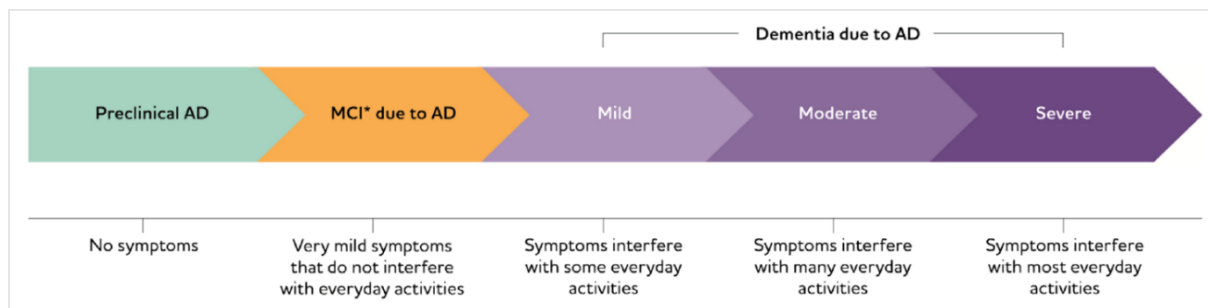 Dementia due to AD
Preclinical AD
MCI* due to AD
Mild
Moderate
Severe
No symptoms
Very mild symptoms
that do not interfere
with everyday activities
Symptoms interfere
with some everyday
activities
Symptoms interfere
with many everyday
activities
Symptoms interfere
with most everyday
activities